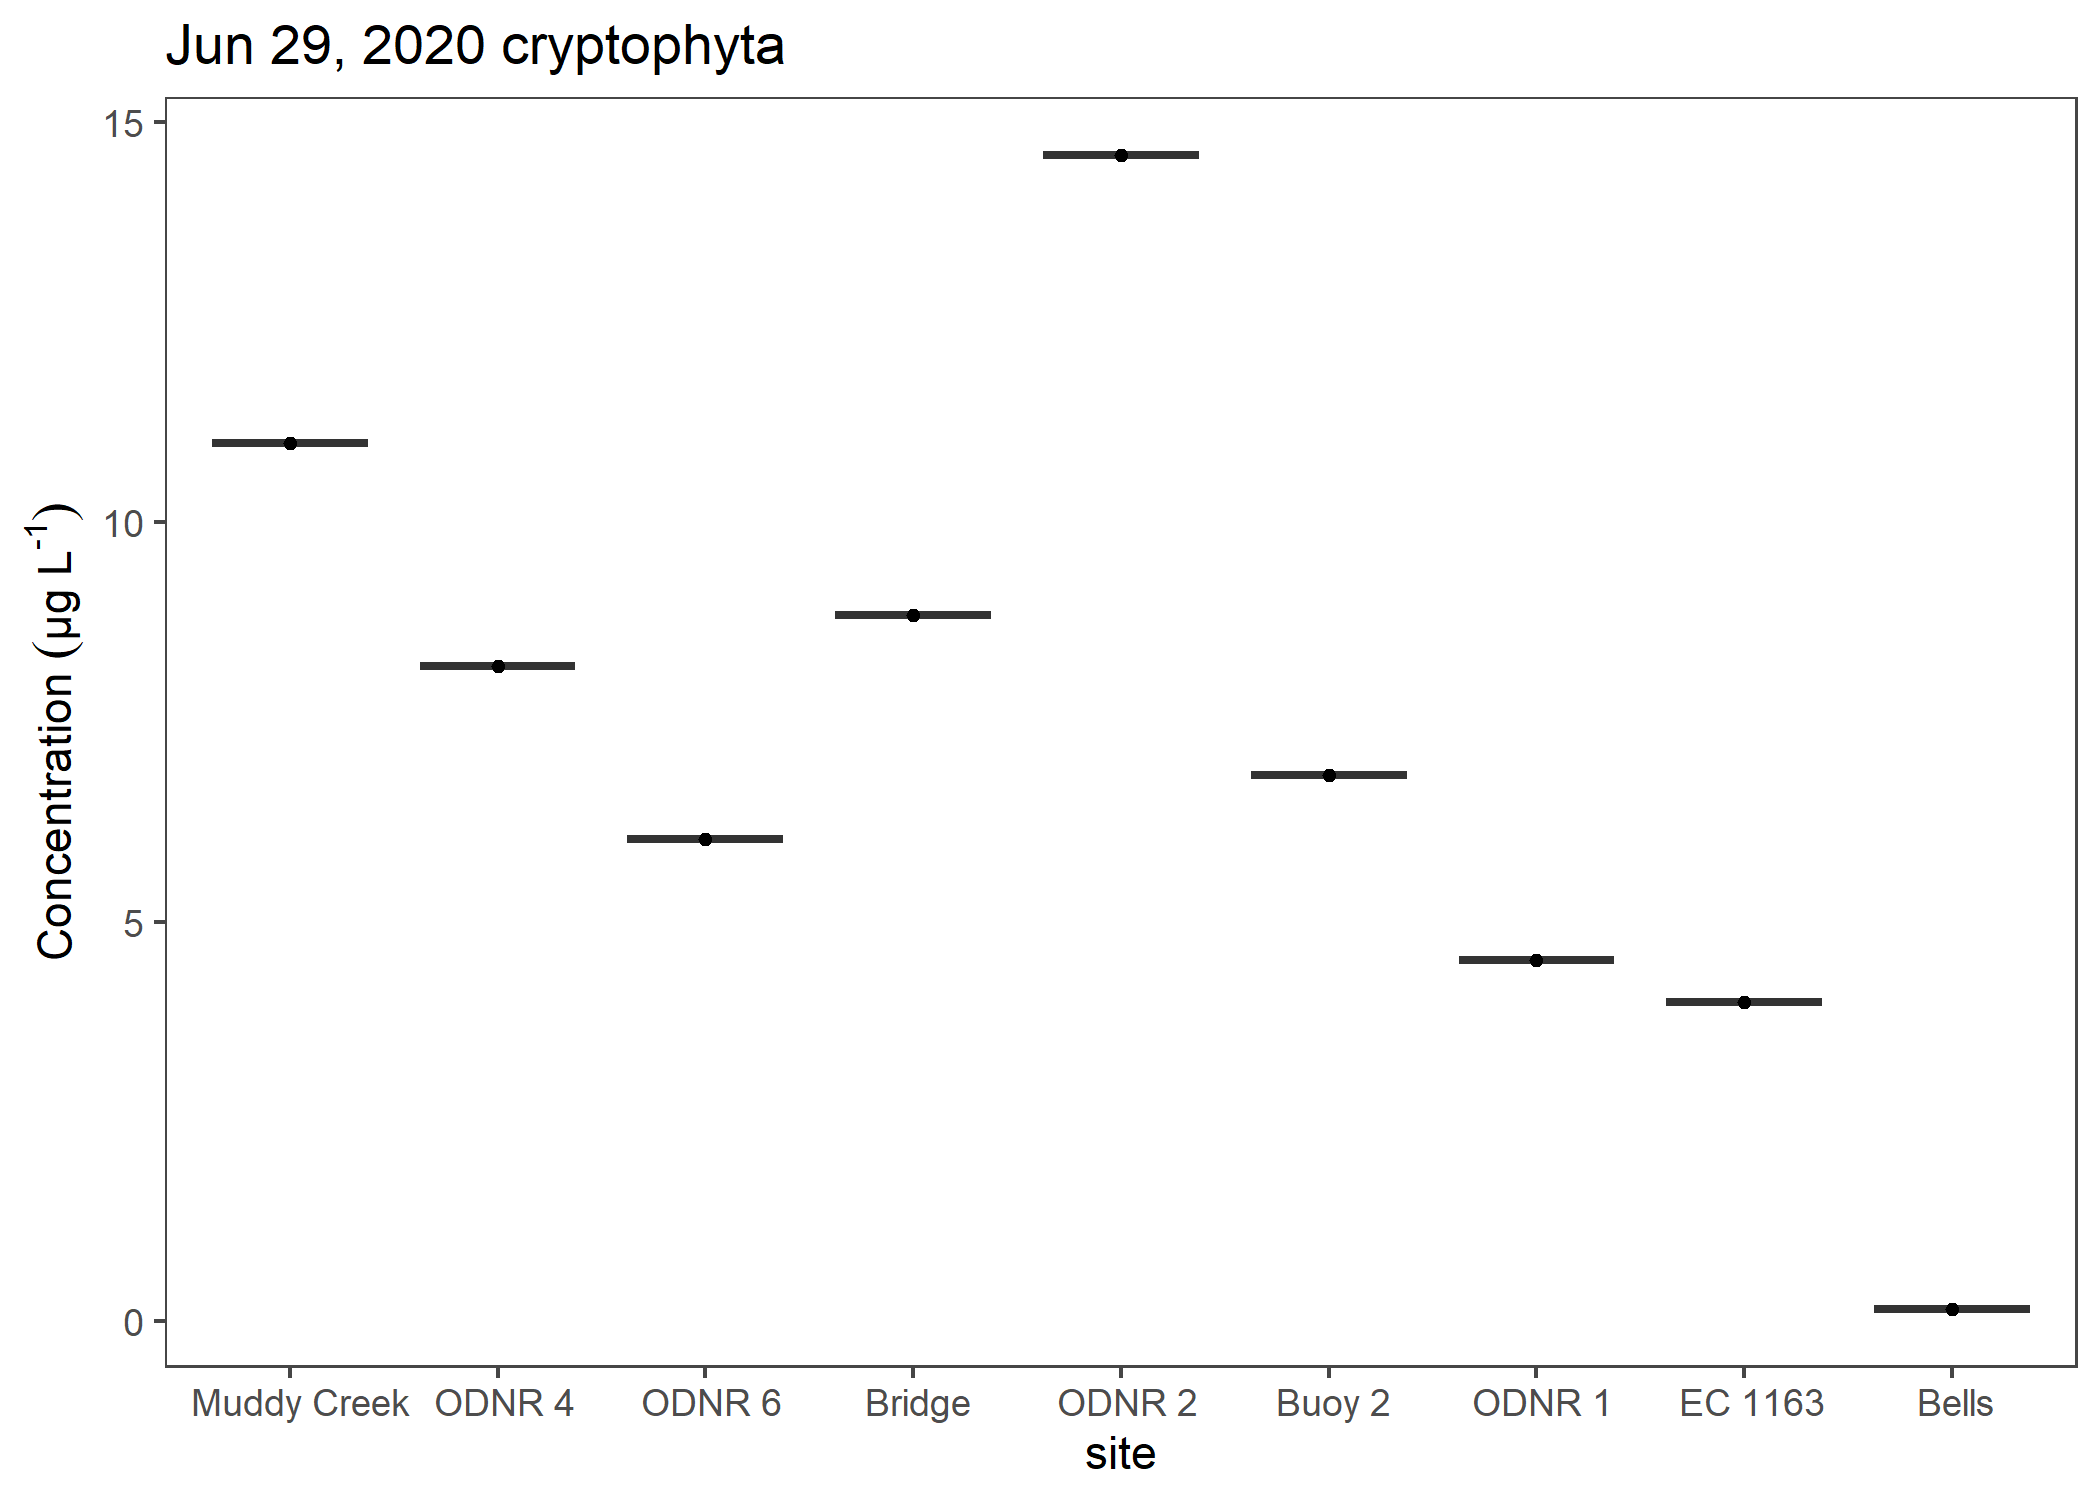 Jun 29, 2020 cryptophyta
Concentration (µg L⁻¹)
15
10
5
0
Muddy Creek ODNR 4 ODNR 6 Bridge ODNR 2 Buoy 2 ODNR 1 EC 1163 Bells
site